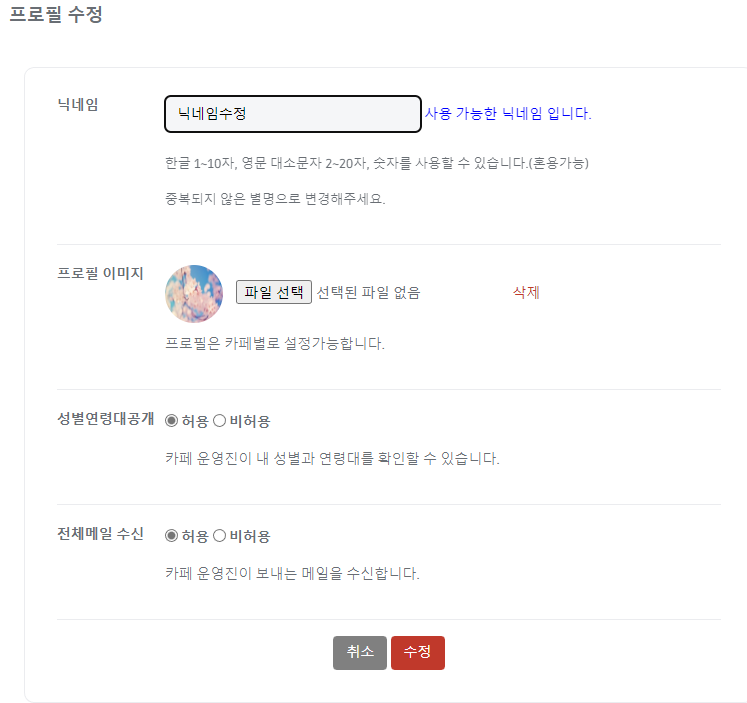 프로필 수정
닉네임
닉네임수정 사용 가능한 닉네임 입니다.
한글 1~10자, 영문 대소문자 2~20자, 숫자를 사용할 수 있습니다.(혼용가능)
중복되지 않은 별명으로 변경해주세요.
프로필 이미지
파일 선택 선택된 파일 없음 삭제
프로필은 카페별로 설정가능합니다.
성별연령대공개 허용 비허용
카페 운영진이 내 성별과 연령대를 확인할 수 있습니다.
전체메일 수신 허용 비허용
카페 운영진이 보내는 메일을 수신합니다.
취소 수정